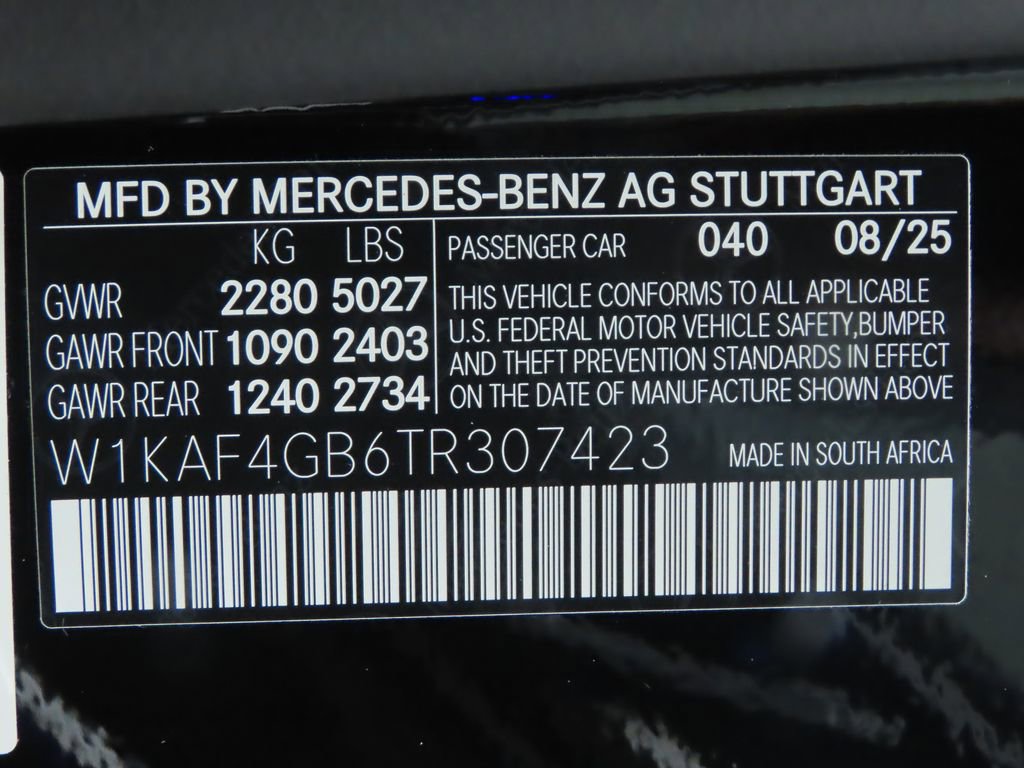 MFD BY MERCEDES-BENZ AG STUTTGART
KG LBS
GVWR 2280 5027
GAWR FRONT 1090 2403
GAWR REAR 1240 2734
PASSENGER CAR 040 08/25
THIS VEHICLE CONFORMS TO ALL APPLICABLE
U.S. FEDERAL MOTOR VEHICLE SAFETY,BUMPER
AND THEFT PREVENTION STANDARDS IN EFFECT
ON THE DATE OF MANUFACTURE SHOWN ABOVE
W1KAF4GB6TR307423
MADE IN SOUTH AFRICA